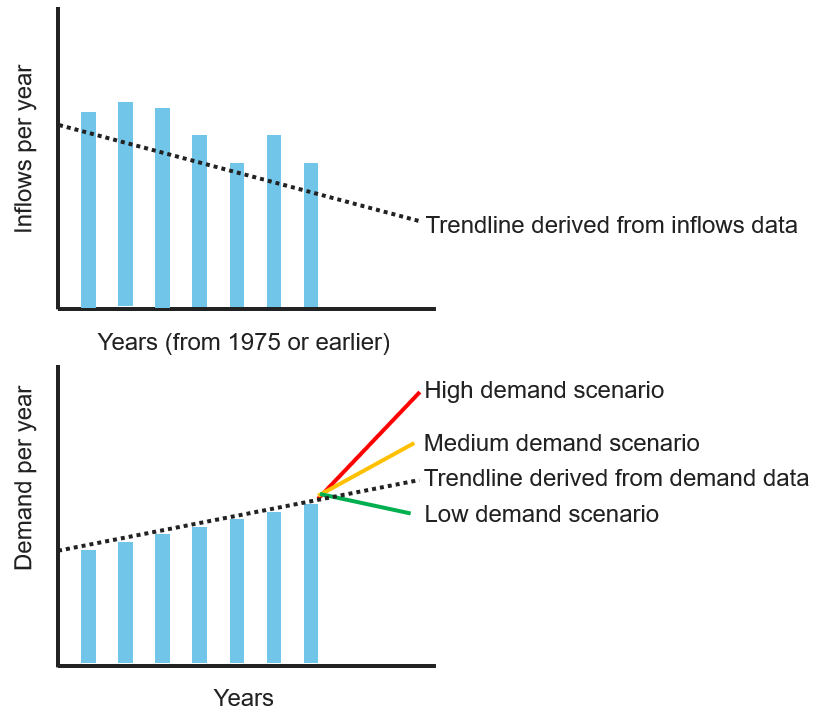 Inflows per year
Trendline derived from inflows data
Years (from 1975 or earlier)
Demand per year
High demand scenario
Medium demand scenario
Trendline derived from demand data
Low demand scenario
Years